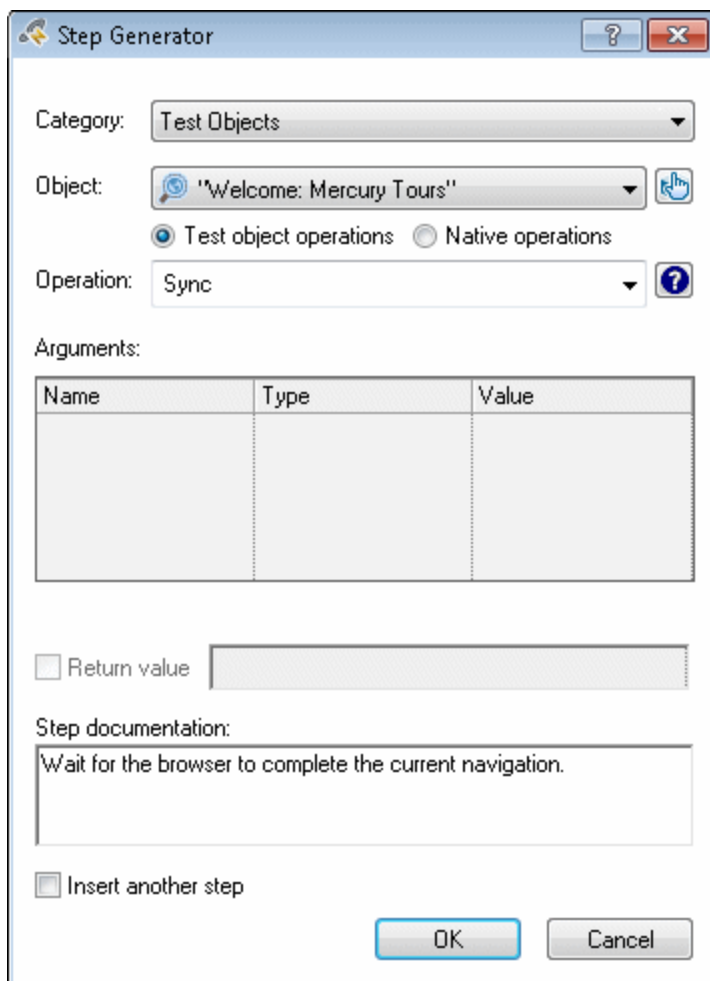 Step Generator
Category: Test Objects
Object: "Welcome: Mercury Tours"
Test object operations Native operations
Operation: Sync
Arguments:
Name Type Value
Return value
Step documentation:
Wait for the browser to complete the current navigation.
Insert another step
OK Cancel